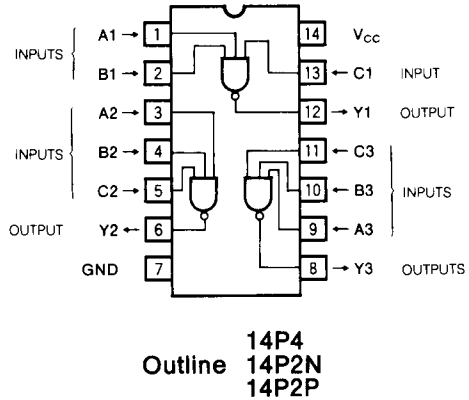 A1 → 1 14 VCC
INPUTS
B1 → 2 13 ← C1 INPUT
A2 → 3 12 → Y1 OUTPUT
INPUTS B2 → 4 11 ← C3
C2 → 5 10 ← B3 INPUTS
OUTPUT Y2 ← 6 9 ← A3
GND 7 8 → Y3 OUTPUTS
14P4
Outline 14P2N
14P2P